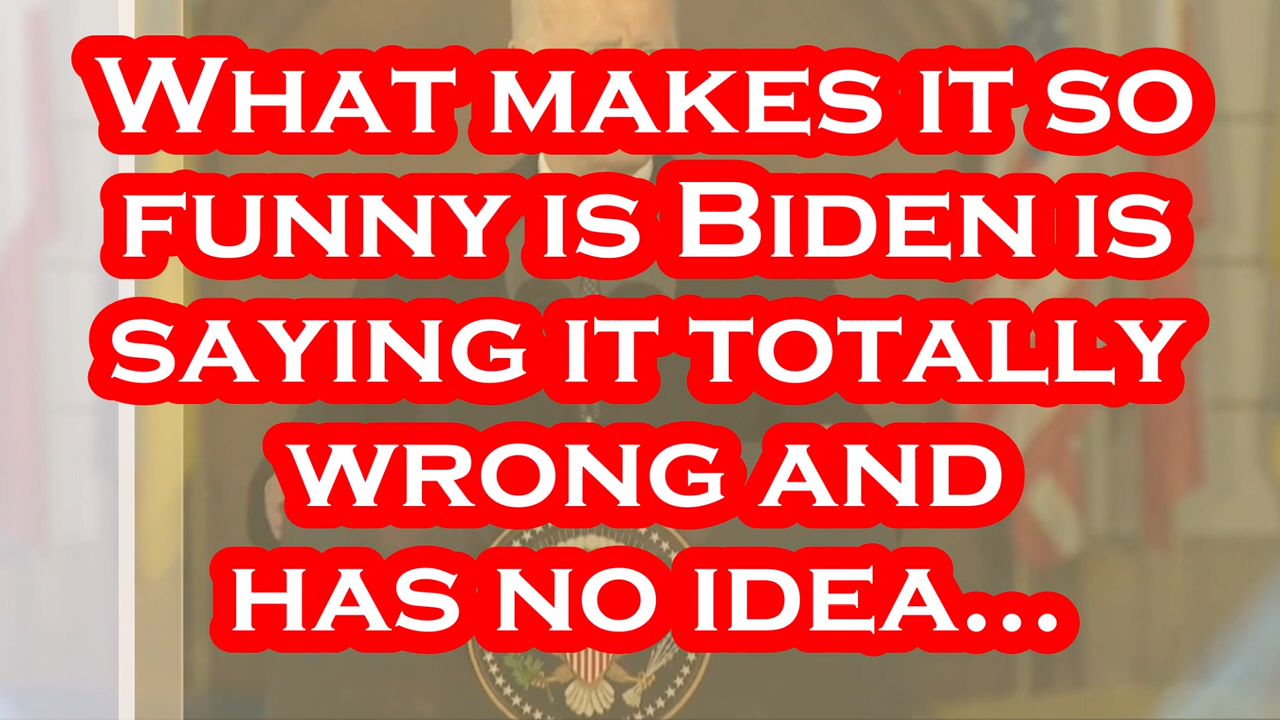 What makes it so
funny is Biden is
saying it totally
wrong and
has no idea...